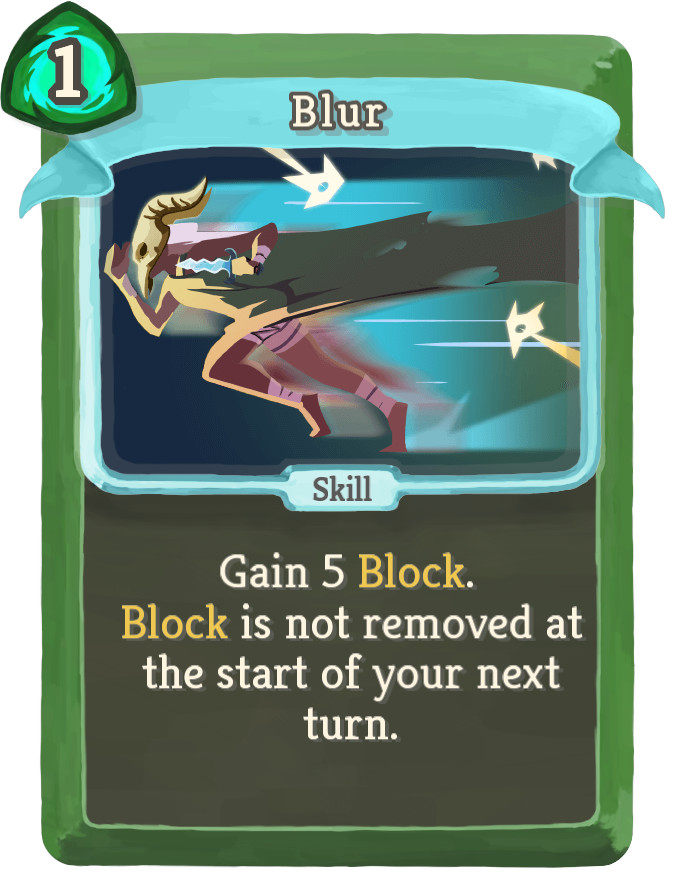 1
Blur
Skill
Gain 5 Block.
Block is not removed at
the start of your next
turn.